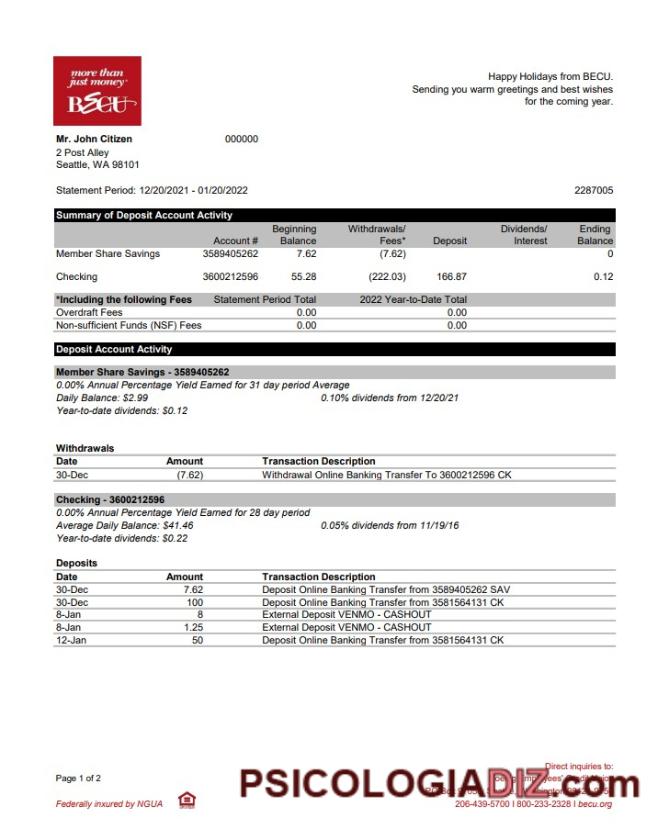 more than
just money
BECU
Happy Holidays from BECU.
Sending you warm greetings and best wishes
for the coming year.
Mr. John Citizen 000000
2 Post Alley
Seattle, WA 98101
Statement Period: 12/20/2021 - 01/20/2022 2287005
Summary of Deposit Account Activity
Beginning Withdrawals/ Dividends/ Ending
Account # Balance Fees* Deposit Interest Balance
Member Share Savings 3589405262 7.62 (7.62) 0
Checking 3600212596 55.28 (222.03) 166.87 0.12
*Including the following Fees Statement Period Total 2022 Year-to-Date Total
Overdraft Fees 0.00 0.00
Non-sufficient Funds (NSF) Fees 0.00 0.00
Deposit Account Activity
Member Share Savings - 3589405262
0.00% Annual Percentage Yield Earned for 31 day period Average
Daily Balance: $2.99 0.10% dividends from 12/20/21
Year-to-date dividends: $0.12
Withdrawals
Date Amount Transaction Description
30-Dec (7.62) Withdrawal Online Banking Transfer To 3600212596 CK
Checking - 3600212596
0.00% Annual Percentage Yield Earned for 28 day period
Average Daily Balance: $41.46 0.05% dividends from 11/19/16
Year-to-date dividends: $0.22
Deposits
Date Amount Transaction Description
30-Dec 7.62 Deposit Online Banking Transfer from 3589405262 SAV
30-Dec 100 Deposit Online Banking Transfer from 3581564131 CK
8-Jan 8 External Deposit VENMO - CASHOUT
8-Jan 1.25 External Deposit VENMO - CASHOUT
12-Jan 50 Deposit Online Banking Transfer from 3581564131 CK
Direct inquiries to:
Page 1 of 2
PSICOLOGIADIZ.com
Federally insured by NGUA
206-439-5700 I 800-233-2328 I becu.org